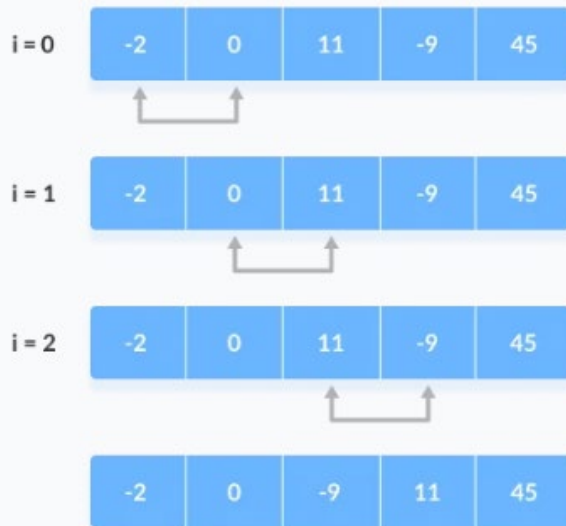 i = 0 -2 0 11 -9 45
i = 1 -2 0 11 -9 45
i = 2 -2 0 11 -9 45
-2 0 -9 11 45